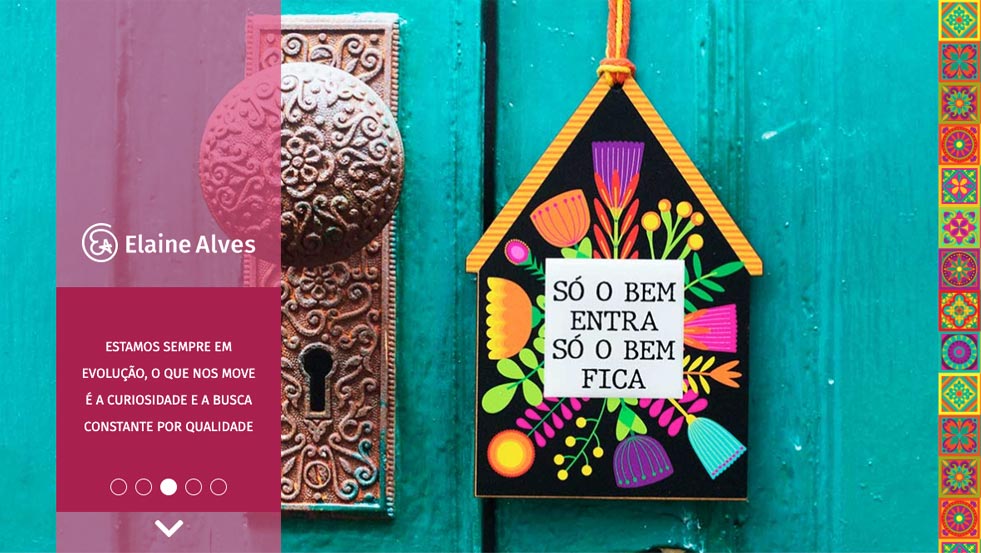 Elaine Alves
ESTAMOS SEMPRE EM
EVOLUÇÃO, O QUE NOS MOVE
É A CURIOSIDADE E A BUSCA
CONSTANTE POR QUALIDADE
SÓ O BEM
ENTRA
SÓ O BEM
FICA